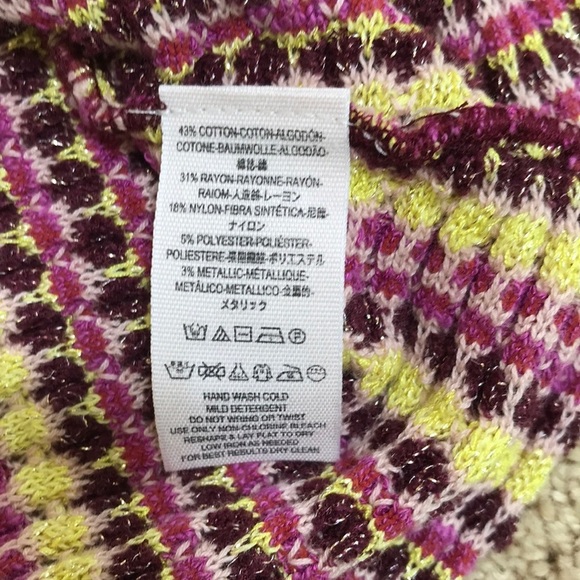 43% COTTON-COTON-ALGODÓN-
COTONE-BAUMWOLLE-ALGODÃO-
棉花-綿
31% RAYON-RAYONNE-RAYÓN-
RAIOM-人造絲-レーヨン
18% NYLON-FIBRA SINTÉTICA-尼龍-
ナイロン
5% POLYESTER-POLIÉSTER-
POLIESTERE-聚酯纖維-ポリエステル
3% METALLIC-MÉTALLIQUE-
METÁLICO-METALLICO-金屬的-
メタリック
HAND WASH COLD
MILD DETERGENT
DO NOT WRING OR TWIST
USE ONLY NON-CHLORINE BLEACH
RESHAPE & LAY FLAT TO DRY
LOW IRON AS NEEDED
FOR BEST RESULTS DRY CLEAN